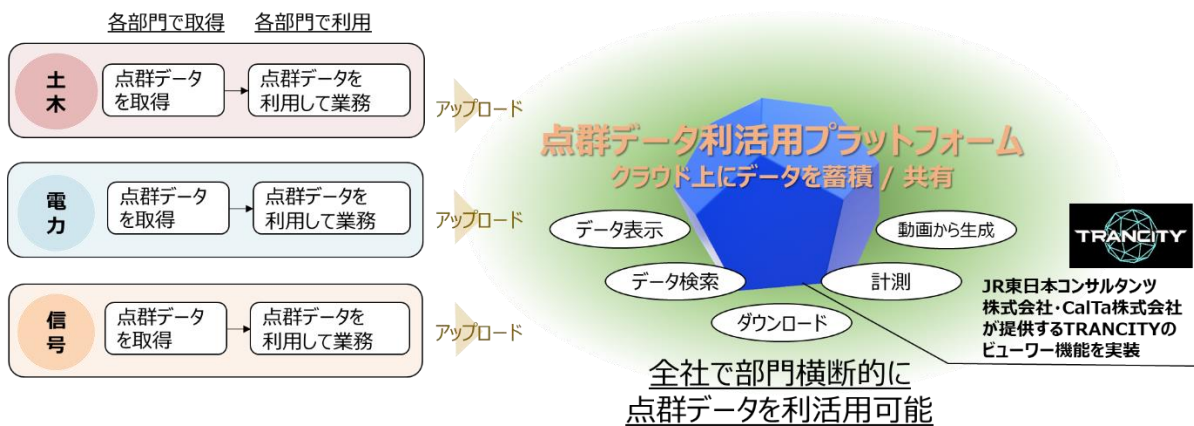 各部門で取得
各部門で利用
土
木
点群データ
を取得
点群データを
利用して業務
アップロード
電
力
点群データ
を取得
点群データを
利用して業務
アップロード
信
号
点群データ
を取得
点群データを
利用して業務
アップロード
点群データ利活用プラットフォーム
クラウド上にデータを蓄積 / 共有
データ表示
動画から生成
データ検索
計測
ダウンロード
TRANCITY
JR東日本コンサルタンツ
株式会社・CalTa株式会社
が提供するTRANCITYの
ビューワー機能を実装
全社で部門横断的に
点群データを利活用可能